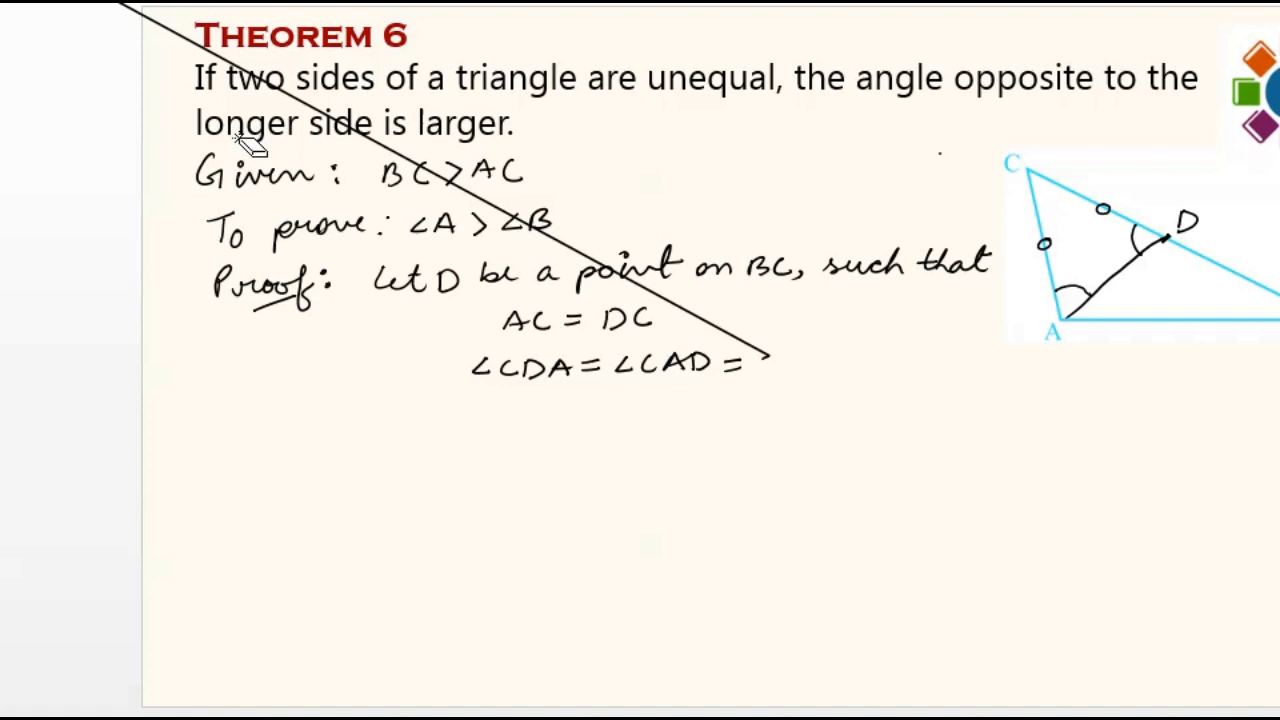 THEOREM 6
If two sides of a triangle are unequal, the angle opposite to the
longer side is larger.
Given : BC > AC
To prove : ∠A > ∠B
Proof : Let D be a point on BC, such that
AC = DC
∠CDA = ∠CAD =
C
D
A